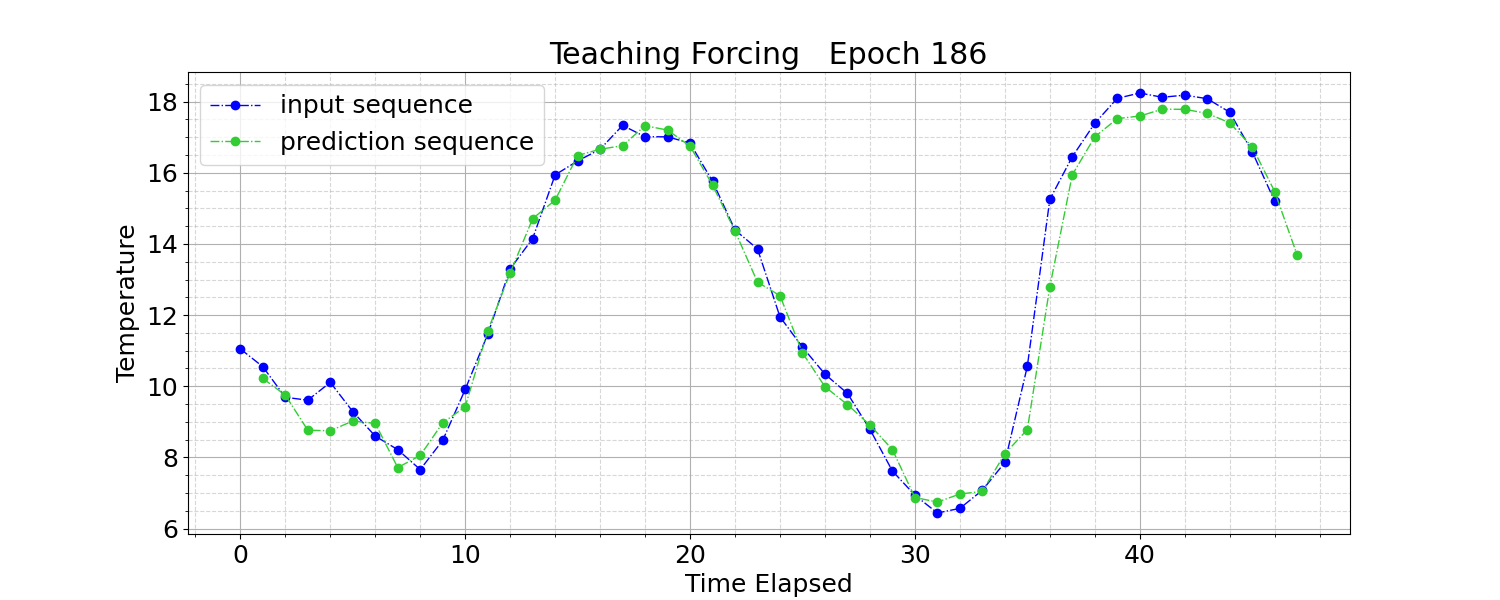 Teaching Forcing   Epoch 186
input sequence
prediction sequence
18
16
14
12
10
8
6
Temperature
0 10 20 30 40
Time Elapsed